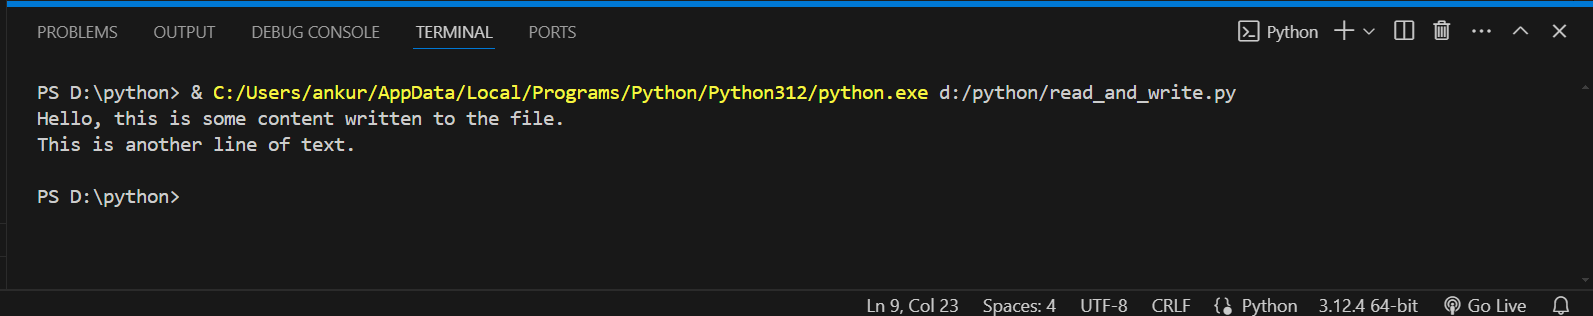 PROBLEMS OUTPUT DEBUG CONSOLE TERMINAL PORTS Python
PS D:\python> & C:/Users/ankur/AppData/Local/Programs/Python/Python312/python.exe d:/python/read_and_write.py
Hello, this is some content written to the file.
This is another line of text.
PS D:\python>
Ln 9, Col 23 Spaces: 4 UTF-8 CRLF Python 3.12.4 64-bit Go Live